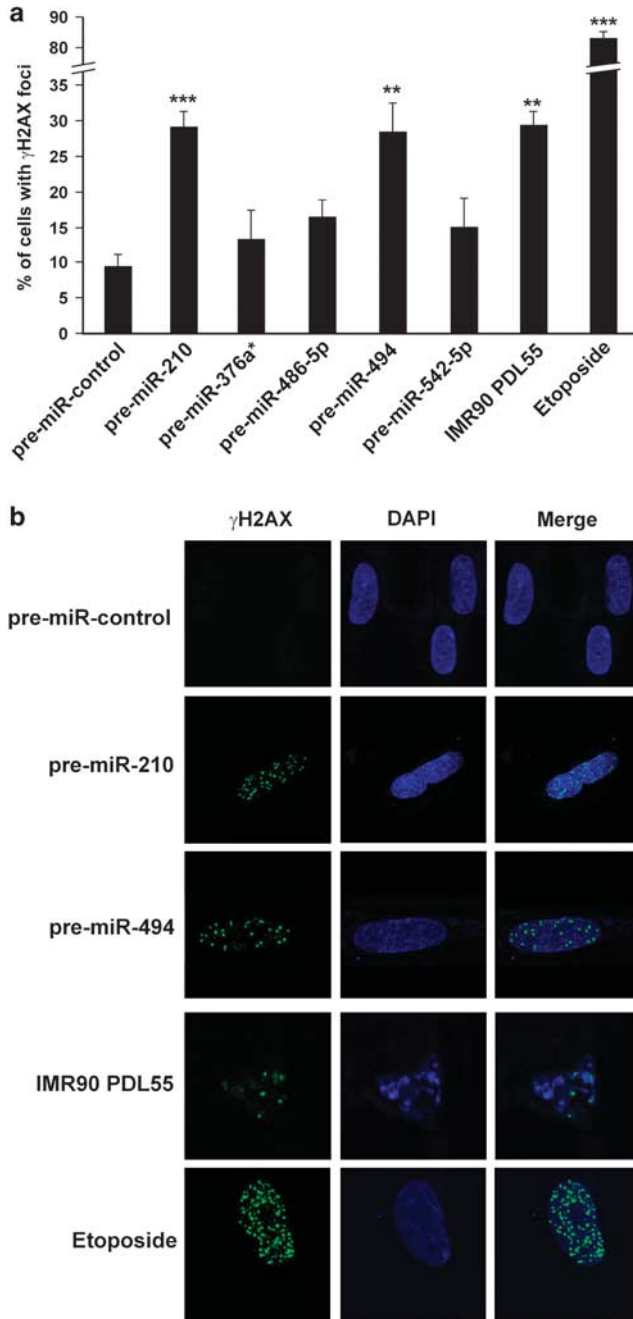 a
% of cells with γH2AX foci
90
80
35
30
25
20
15
10
5
0
***
**
**
***
pre-miR-control
pre-miR-210
pre-miR-376a*
pre-miR-486-5p
pre-miR-494
pre-miR-542-5p
IMR90 PDL55
Etoposide
b
γH2AX DAPI Merge
pre-miR-control
pre-miR-210
pre-miR-494
IMR90 PDL55
Etoposide